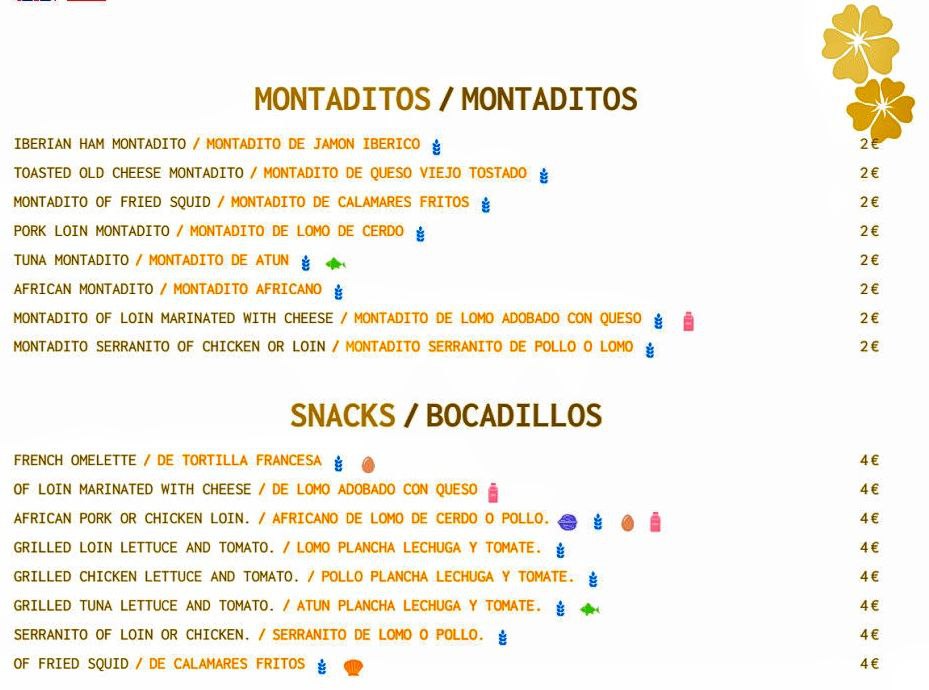 MONTADITOS / MONTADITOS
IBERIAN HAM MONTADITO / MONTADITO DE JAMON IBERICO 2€
TOASTED OLD CHEESE MONTADITO / MONTADITO DE QUESO VIEJO TOSTADO 2€
MONTADITO OF FRIED SQUID / MONTADITO DE CALAMARES FRITOS 2€
PORK LOIN MONTADITO / MONTADITO DE LOMO DE CERDO 2€
TUNA MONTADITO / MONTADITO DE ATUN 2€
AFRICAN MONTADITO / MONTADITO AFRICANO 2€
MONTADITO OF LOIN MARINATED WITH CHEESE / MONTADITO DE LOMO ADOBADO CON QUESO 2€
MONTADITO SERRANITO OF CHICKEN OR LOIN / MONTADITO SERRANITO DE POLLO O LOMO 2€
SNACKS / BOCADILLOS
FRENCH OMELETTE / DE TORTILLA FRANCESA 4€
OF LOIN MARINATED WITH CHEESE / DE LOMO ADOBADO CON QUESO 4€
AFRICAN PORK OR CHICKEN LOIN. / AFRICANO DE LOMO DE CERDO O POLLO. 4€
GRILLED LOIN LETTUCE AND TOMATO. / LOMO PLANCHA LECHUGA Y TOMATE. 4€
GRILLED CHICKEN LETTUCE AND TOMATO. / POLLO PLANCHA LECHUGA Y TOMATE. 4€
GRILLED TUNA LETTUCE AND TOMATO. / ATUN PLANCHA LECHUGA Y TOMATE. 4€
SERRANITO OF LOIN OR CHICKEN. / SERRANITO DE LOMO O POLLO. 4€
OF FRIED SQUID / DE CALAMARES FRITOS 4€